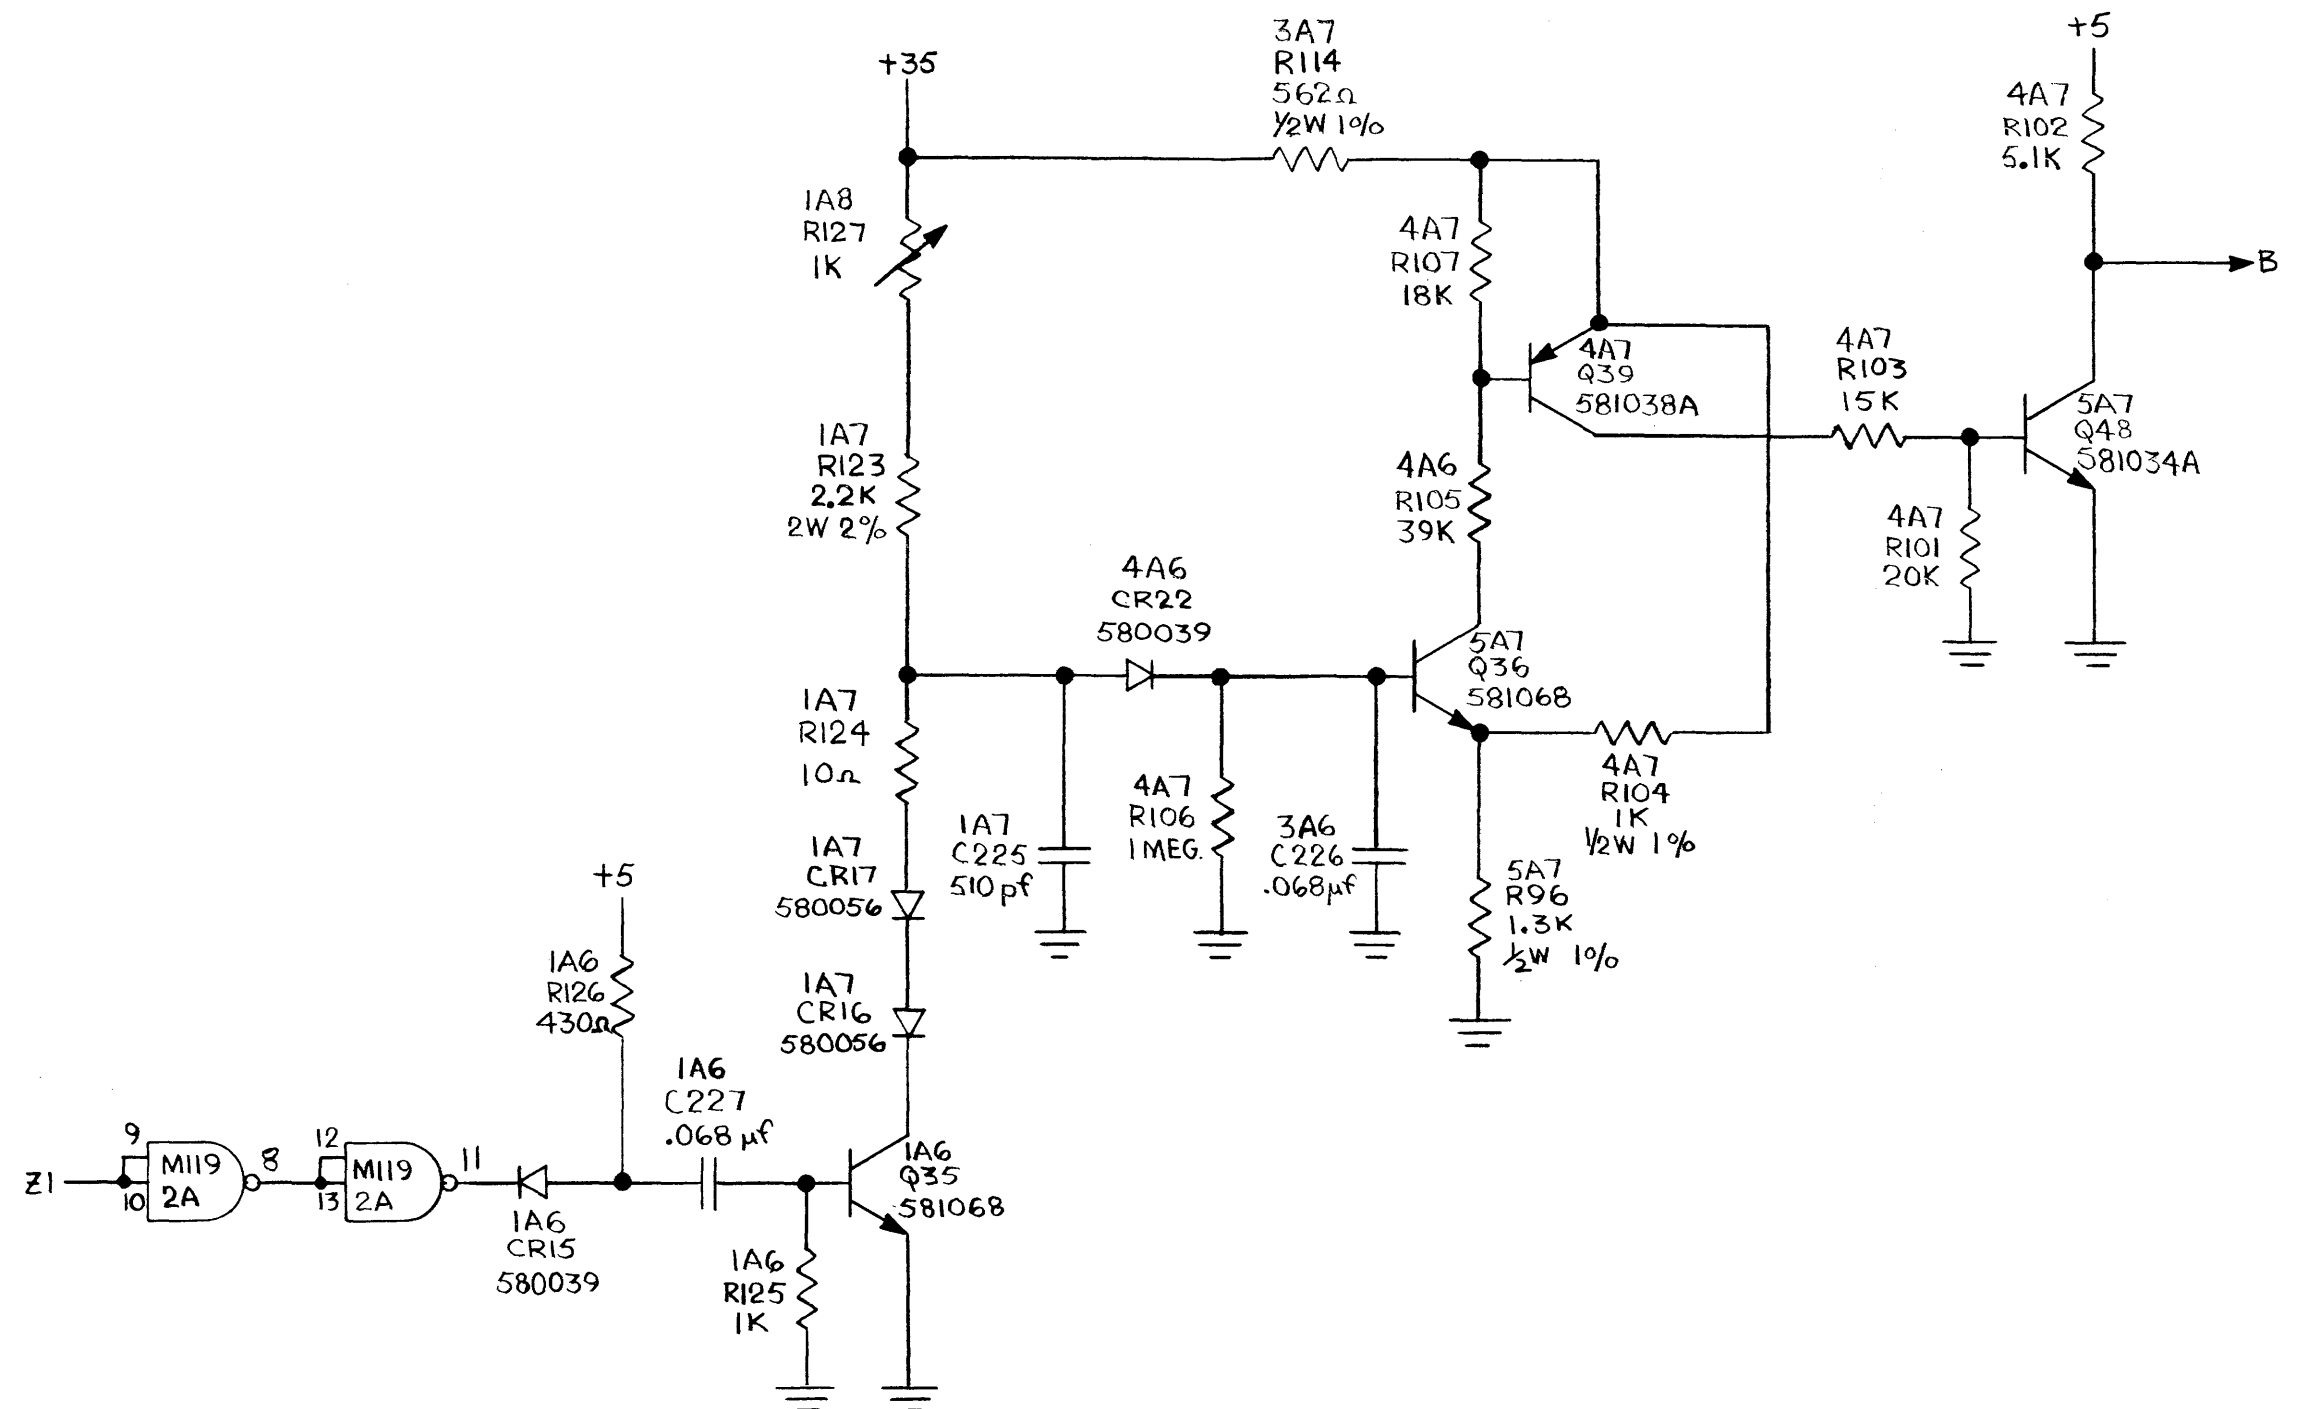 3A7
R114
562Ω
1/2W 1%
+35
+5
4A7
R102
5.1K
1A8
R127
1K
4A7
R107
18K
B
4A7
Q39
581038A
4A7
R103
15K
5A7
Q48
581034A
1A7
R123
2.2K
2W 2%
4A6
R105
39K
4A7
R101
20K
4A6
CR22
580039
5A7
Q36
581068
1A7
R124
10Ω
4A7
R104
1K
1/2W 1%
4A7
R106
1 MEG.
1A7
C225
510pf
3A6
C226
.068µf
1A7
CR17
580056
5A7
R96
1.3K
1/2W 1%
+5
1A6
R126
430Ω
1A7
CR16
580056
1A6
C227
.068 µf
Z1
9
10
M119
2A
8
12
13
M119
2A
11
1A6
CR15
580039
1A6
Q35
581068
1A6
R125
1K